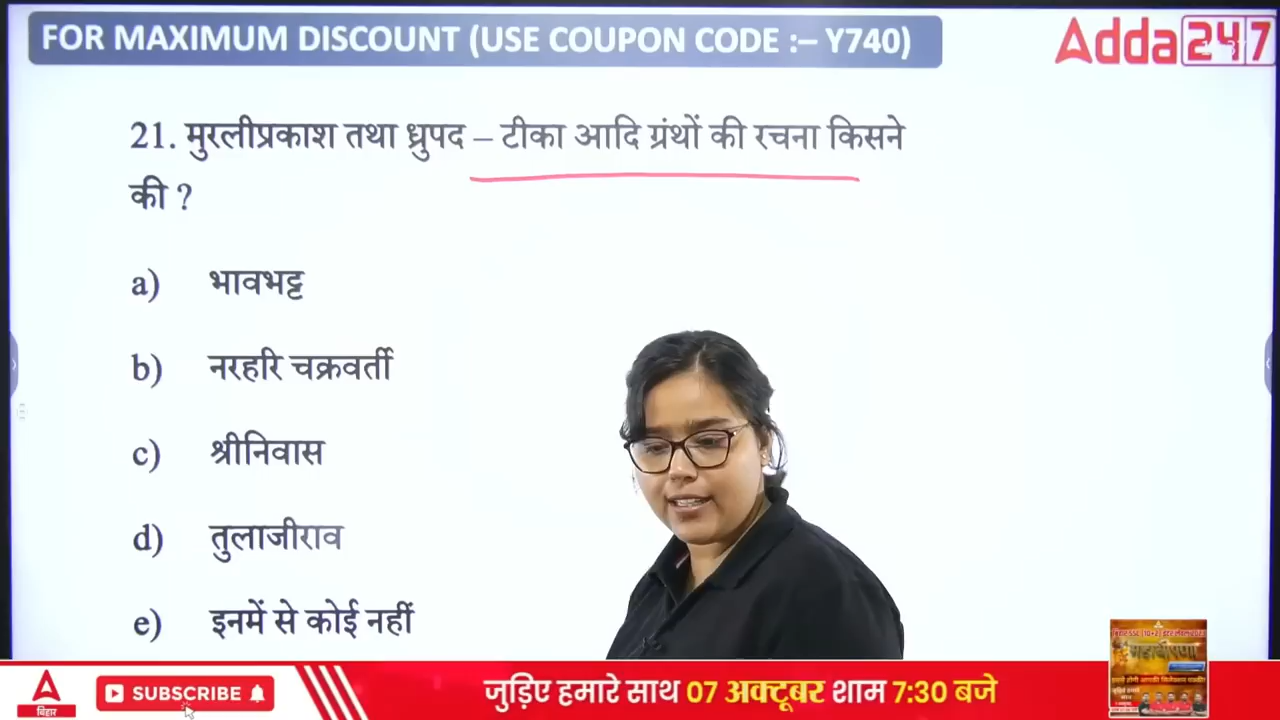 FOR MAXIMUM DISCOUNT (USE COUPON CODE :– Y740)
Adda247
21. मुरलीप्रकाश तथा ध्रुपद – टीका आदि ग्रंथों की रचना किसने
की ?
a) भावभट्ट
b) नरहरि चक्रवर्ती
c) श्रीनिवास
d) तुलाजीराव
e) इनमें से कोई नहीं
बिहार
SUBSCRIBE
जुड़िए हमारे साथ 07 अक्टूबर शाम 7:30 बजे